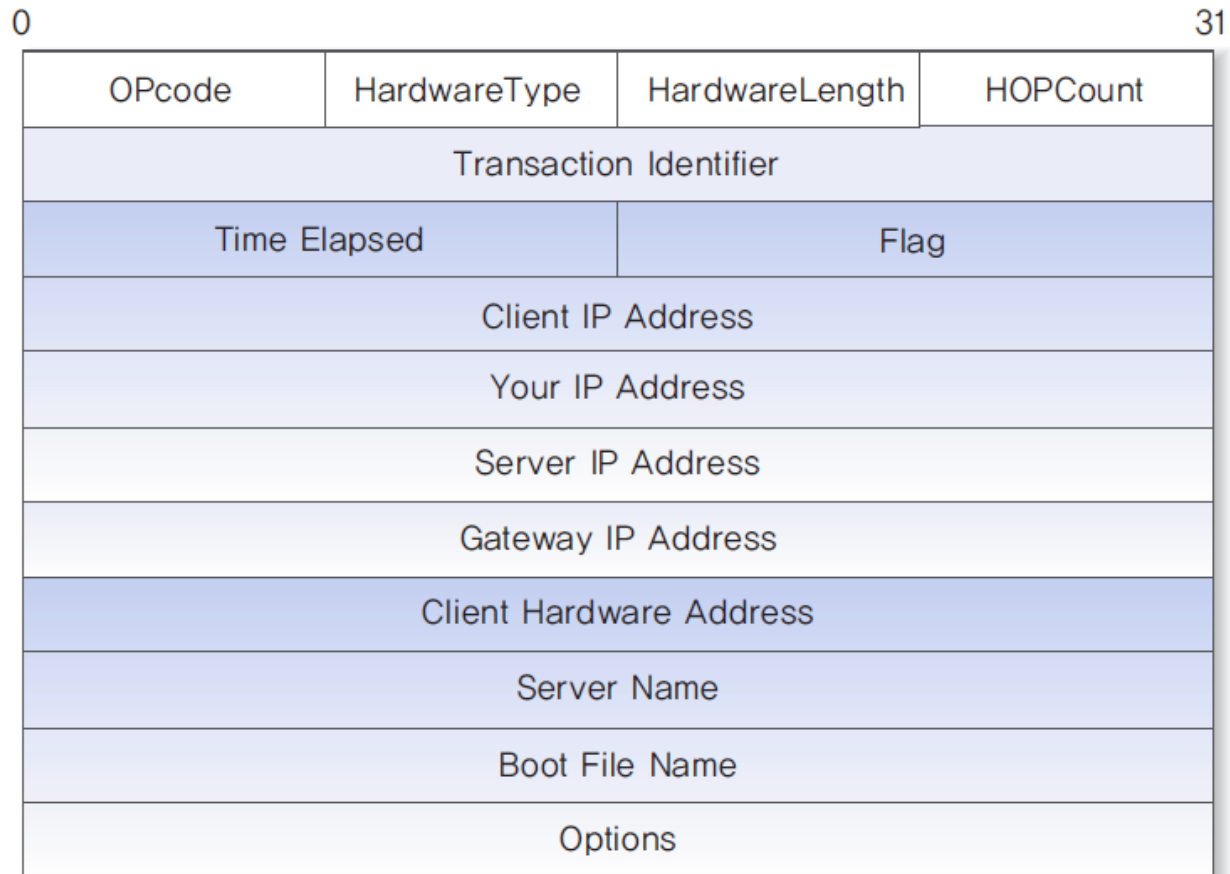 0 31
OPcode HardwareType HardwareLength HOPCount
Transaction Identifier
Time Elapsed Flag
Client IP Address
Your IP Address
Server IP Address
Gateway IP Address
Client Hardware Address
Server Name
Boot File Name
Options